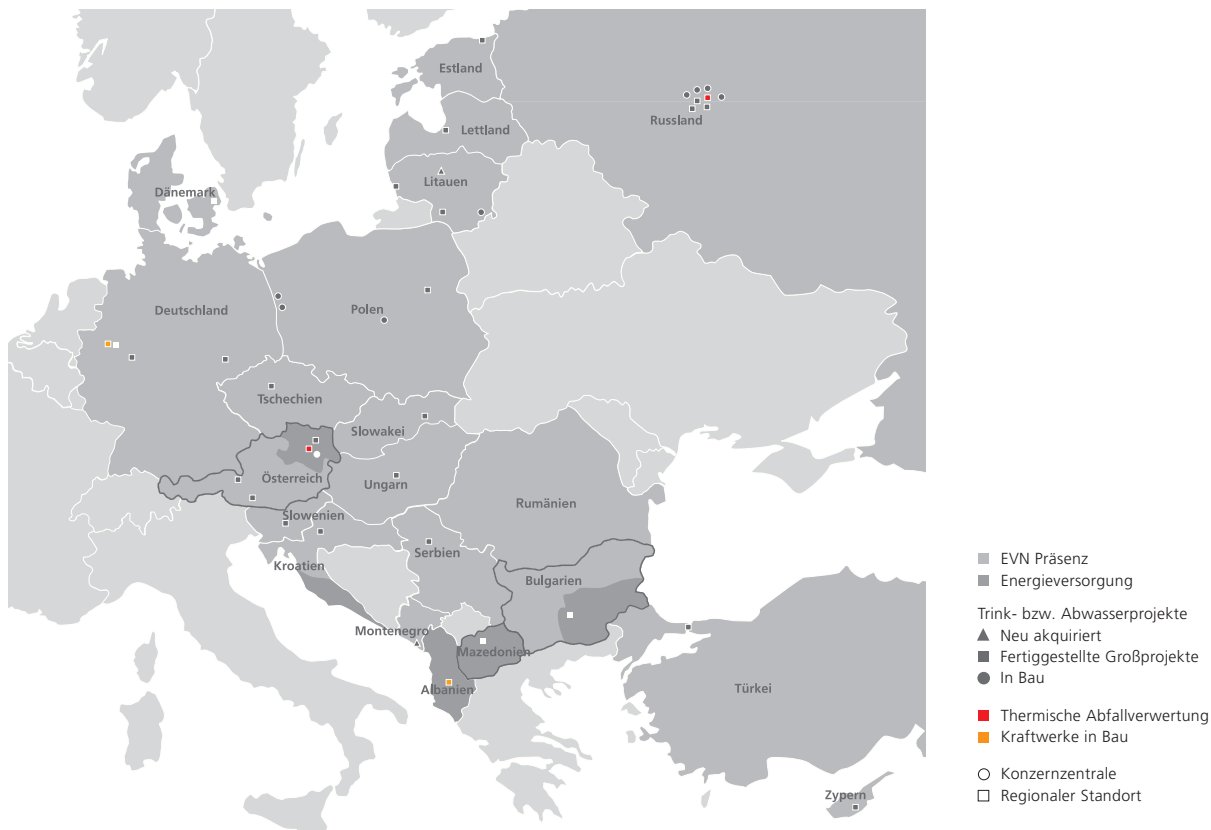 Estland
Russland
Lettland
Litauen
Dänemark
Deutschland
Polen
Tschechien
Slowakei
Österreich
Ungarn
Rumänien
Slowenien
Serbien
Kroatien
Bulgarien
Montenegro
Mazedonien
Albanien
Türkei
Zypern
EVN Präsenz
Energieversorgung
Trink- bzw. Abwasserprojekte
Neu akquiriert
Fertiggestellte Großprojekte
In Bau
Thermische Abfallverwertung
Kraftwerke in Bau
Konzernzentrale
Regionaler Standort